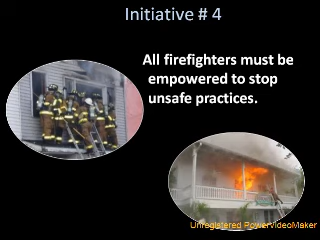 Initiative # 4
All firefighters must be
empowered to stop
unsafe practices.
Unregistered PowerVideoMaker